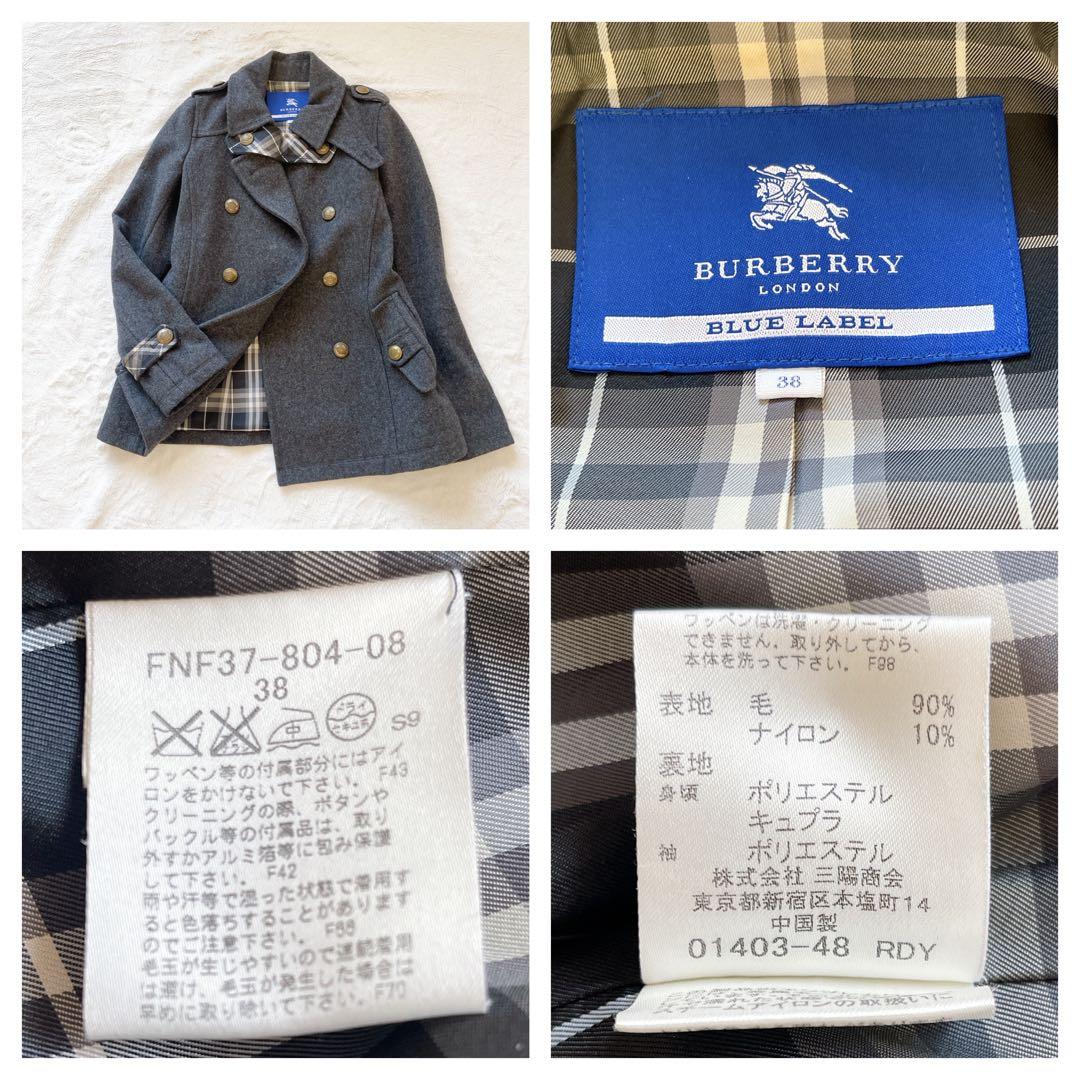 BURBERRY
LONDON
BLUE LABEL
38
FNF37-804-08
38
中
ドライ
S9
ワッペン等の付属部分にはアイ
ロンをかけないで下さい。 F43
クリーニングの際、ボタンや
バックル等の付属品は、取り
外すかアルミ箔等に包み保護
して下さい。 F42
雨や汗等で湿った状態で着用す
ると色落ちすることがあります
のでご注意下さい。 F66
毛玉が生じやすいので連続着用
は避け、毛玉が発生した場合は
早めに取り除いて下さい。F70
ワッペンは洗濯・クリーニング
できません。取り外してから、
本体を洗って下さい。 F98
表地 毛 90%
ナイロン 10%
裏地
身頃 ポリエステル
キュプラ
袖 ポリエステル
株式会社 三陽商会
東京都新宿区本塩町14
中国製
01403-48 RDY
スチームアイロンの取扱いに